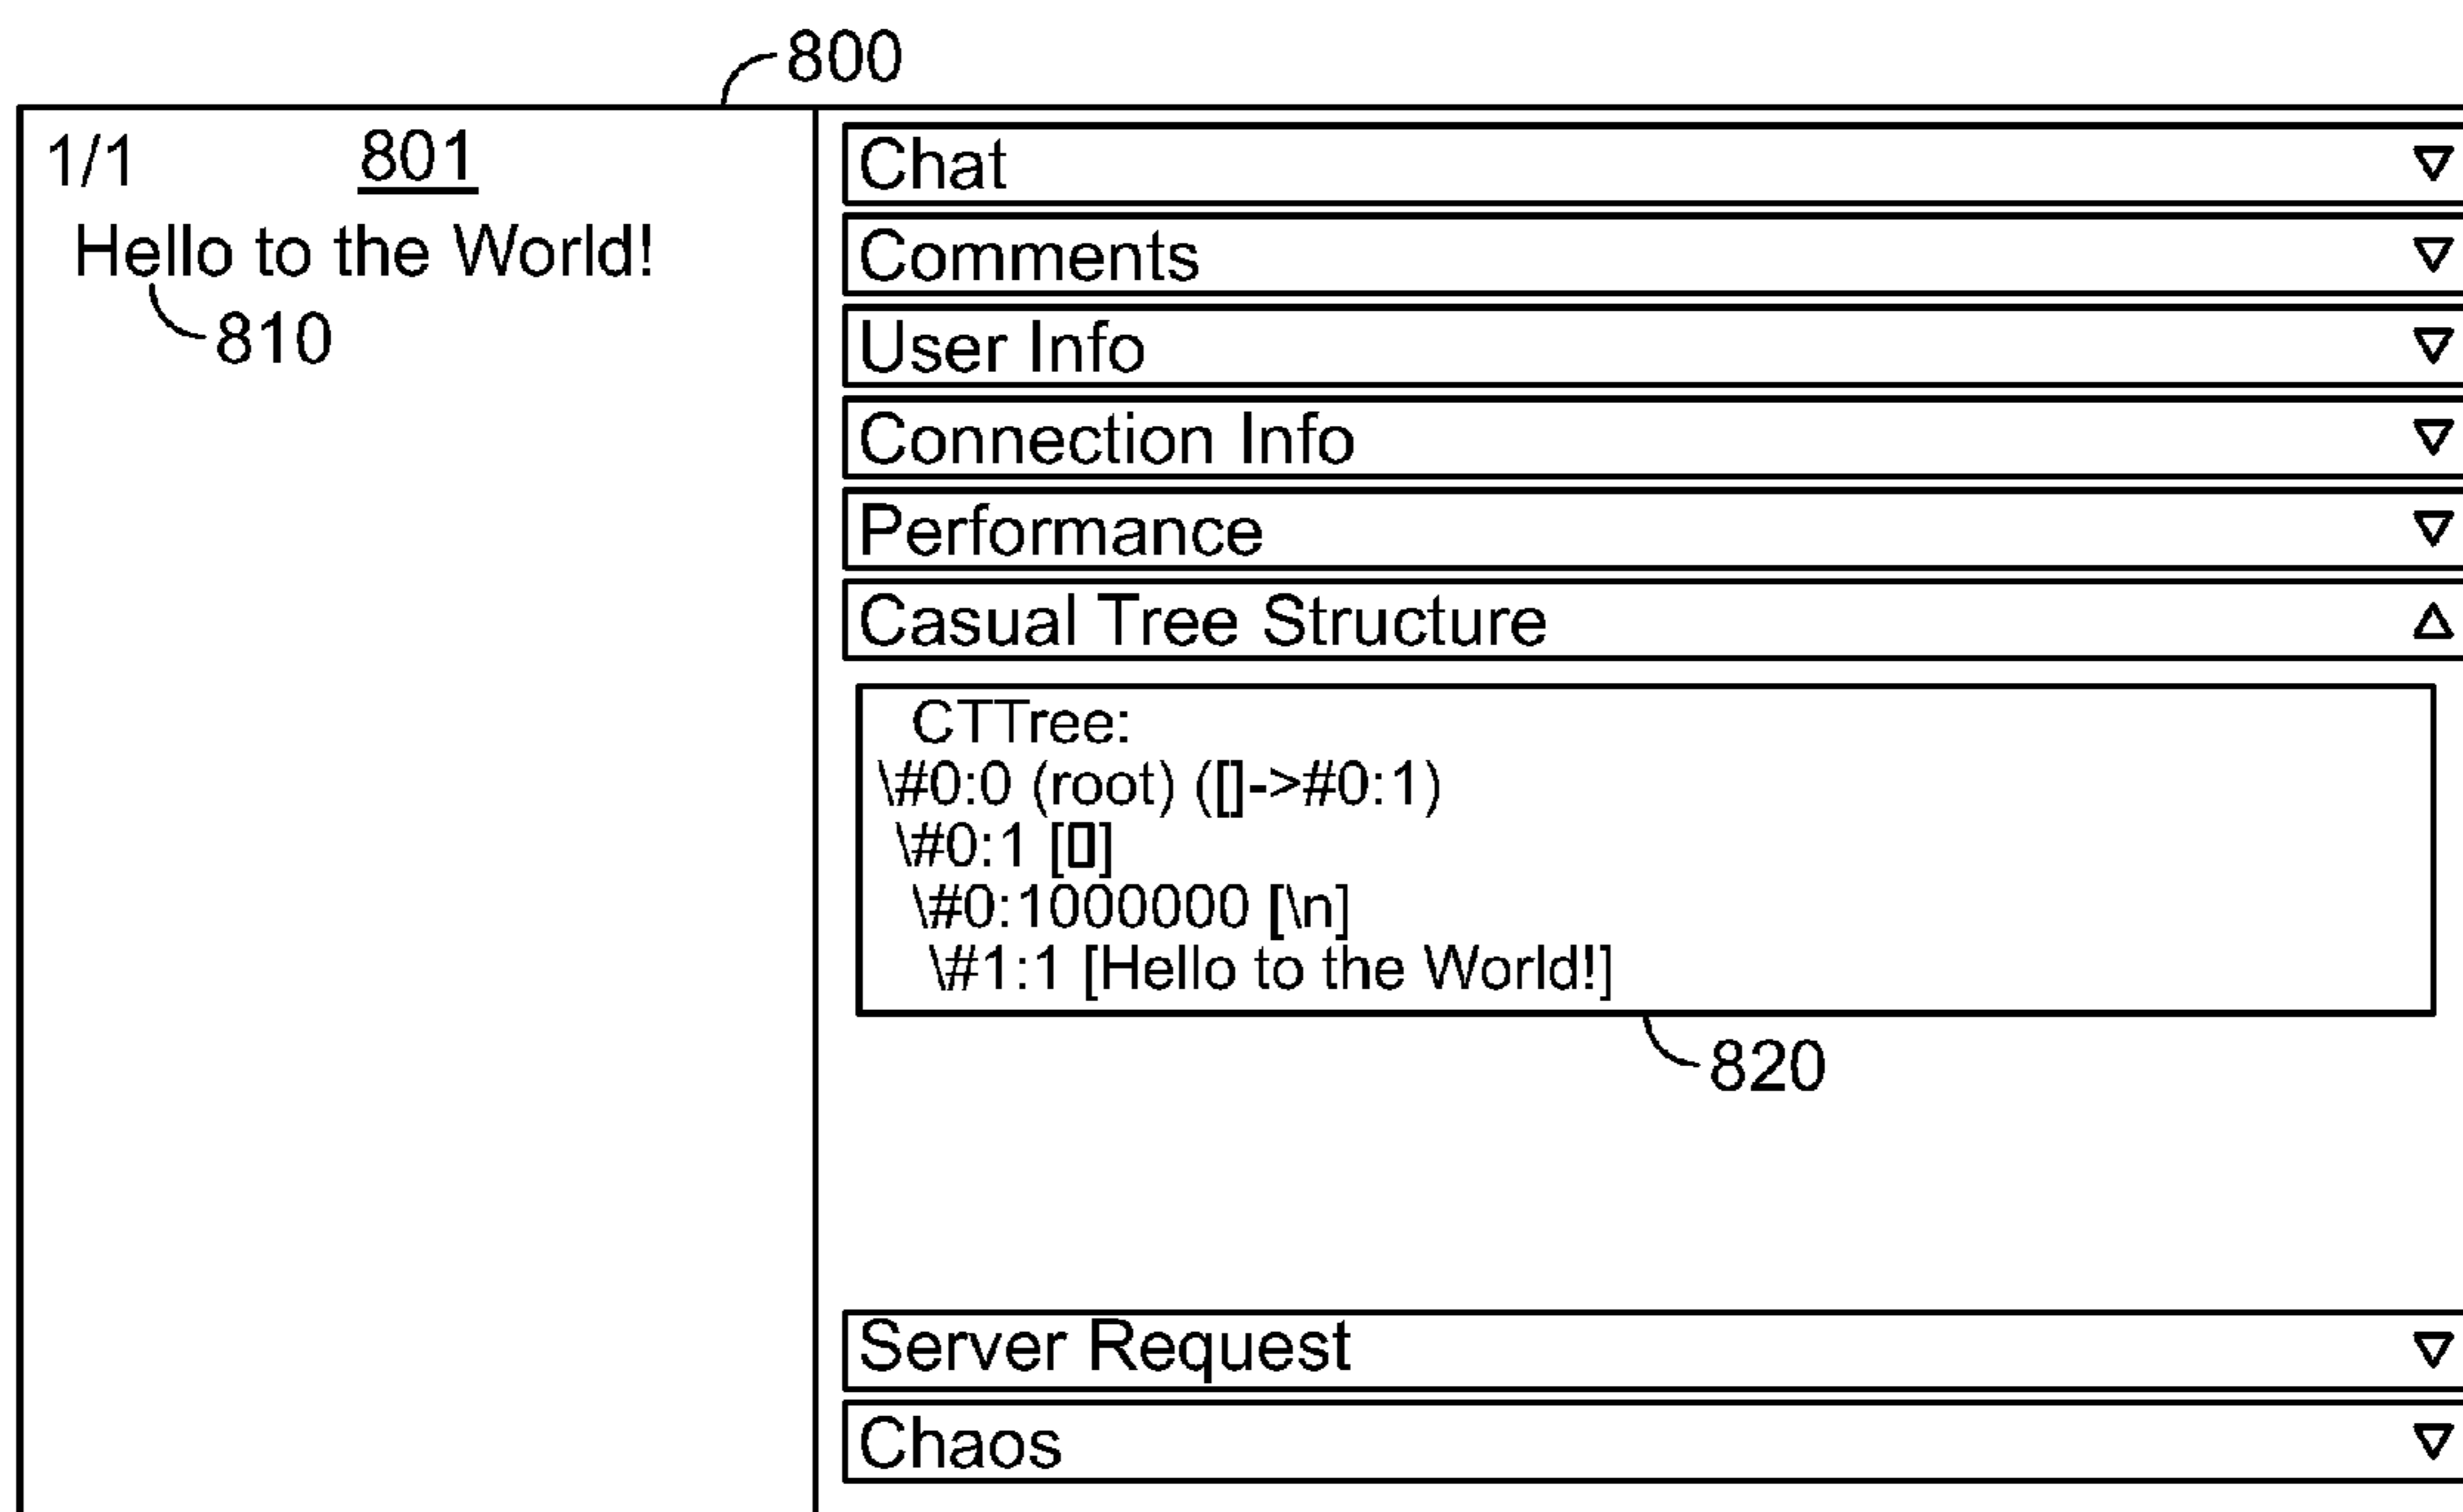 800
1/1 801
Hello to the World!
810
Chat
Comments
User Info
Connection Info
Performance
Casual Tree Structure
CTTree:
\#0:0 (root) ([]->#0:1)
\#0:1 [▯]
\#0:1000000 [\n]
\#1:1 [Hello to the World!]
820
Server Request
Chaos